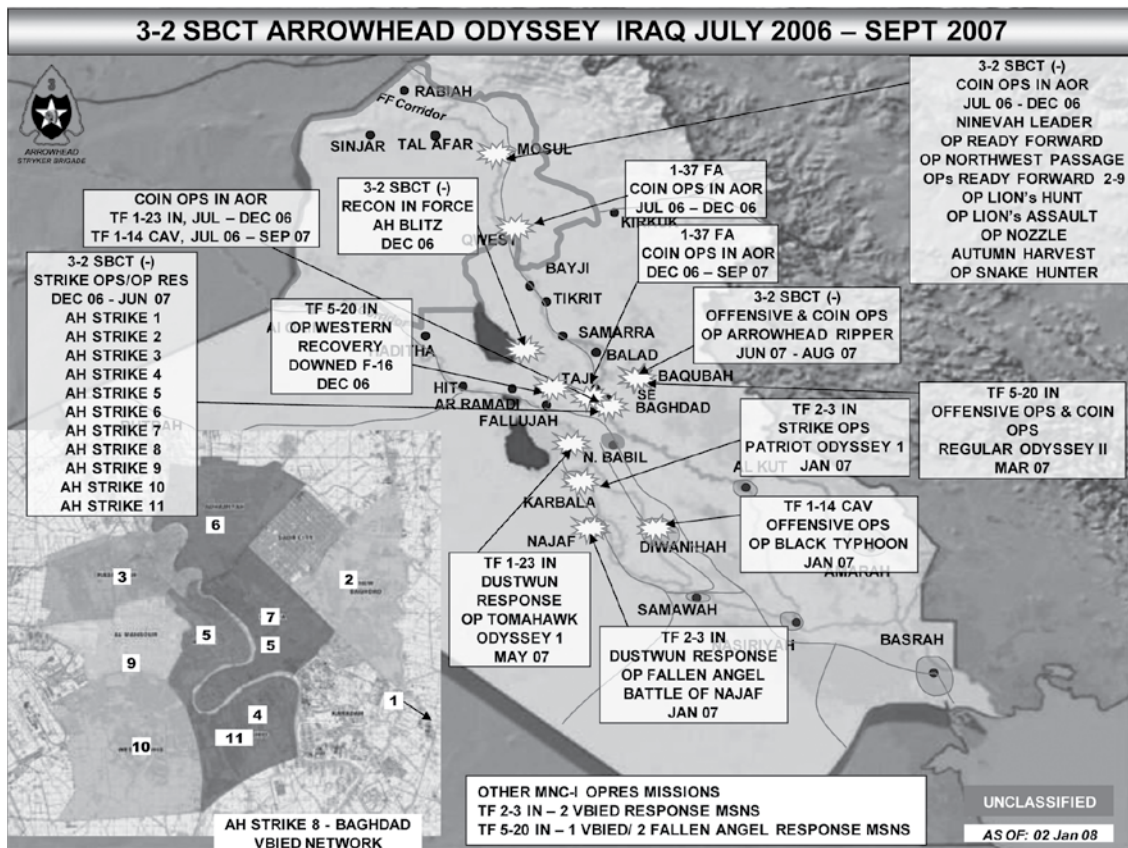 3-2 SBCT ARROWHEAD ODYSSEY IRAQ JULY 2006 – SEPT 2007
3
ARROWHEAD
STRYKER BRIGADE
RABIAH
FF Corridor
SINJAR
TAL AFAR
MOSUL
3-2 SBCT (-)
COIN OPS IN AOR
JUL 06 - DEC 06
NINEVAH LEADER
OP READY FORWARD
OP NORTHWEST PASSAGE
OPs READY FORWARD 2-9
OP LION's HUNT
OP LION's ASSAULT
OP NOZZLE
AUTUMN HARVEST
OP SNAKE HUNTER
COIN OPS IN AOR
TF 1-23 IN, JUL – DEC 06
TF 1-14 CAV, JUL 06 – SEP 07
3-2 SBCT (-)
RECON IN FORCE
AH BLITZ
DEC 06
1-37 FA
COIN OPS IN AOR
JUL 06 – DEC 06
QWEST
KIRKUK
1-37 FA
COIN OPS IN AOR
DEC 06 – SEP 07
3-2 SBCT (-)
STRIKE OPS/OP RES
DEC 06 - JUN 07
AH STRIKE 1
AH STRIKE 2
AH STRIKE 3
AH STRIKE 4
AH STRIKE 5
AH STRIKE 6
AH STRIKE 7
AH STRIKE 8
AH STRIKE 9
AH STRIKE 10
AH STRIKE 11
BAYJI
TIKRIT
SAMARRA
BALAD
TF 5-20 IN
OP WESTERN
RECOVERY
DOWNED F-16
DEC 06
3-2 SBCT (-)
OFFENSIVE & COIN OPS
OP ARROWHEAD RIPPER
JUN 07 - AUG 07
HADITHA
HIT
AR RAMADI
FALLUJAH
TAJI
BAQUBAH
SE
BAGHDAD
RUTBAH
TF 5-20 IN
OFFENSIVE OPS & COIN
OPS
REGULAR ODYSSEY II
MAR 07
TF 2-3 IN
STRIKE OPS
PATRIOT ODYSSEY 1
JAN 07
N. BABIL
AL KUT
KARBALA
NAJAF
DIWANIHAH
TF 1-14 CAV
OFFENSIVE OPS
OP BLACK TYPHOON
JAN 07
AMARAH
TF 1-23 IN
DUSTWUN
RESPONSE
OP TOMAHAWK
ODYSSEY 1
MAY 07
SAMAWAH
NASIRIYAH
BASRAH
TF 2-3 IN
DUSTWUN RESPONSE
OP FALLEN ANGEL
BATTLE OF NAJAF
JAN 07
6
3
2
7
5
5
9
1
4
11
10
AH STRIKE 8 - BAGHDAD
VBIED NETWORK
OTHER MNC-I OPRES MISSIONS
TF 2-3 IN – 2 VBIED RESPONSE MSNS
TF 5-20 IN – 1 VBIED/ 2 FALLEN ANGEL RESPONSE MSNS
UNCLASSIFIED
AS OF: 02 Jan 08